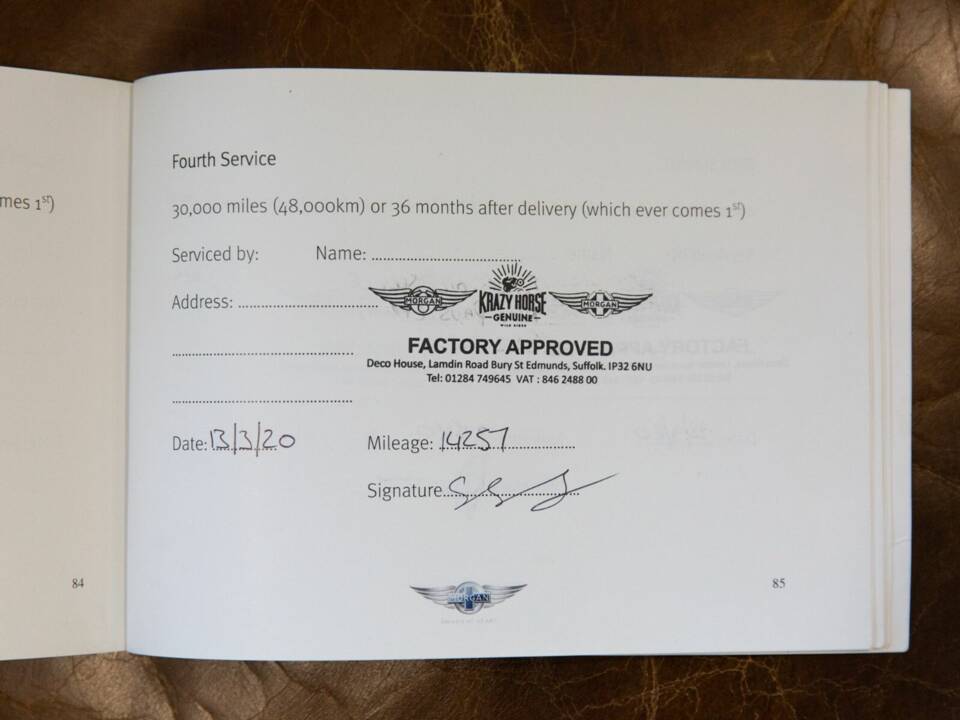 mes 1st)
84
Fourth Service
30,000 miles (48,000km) or 36 months after delivery (which ever comes 1st)
Serviced by: Name:
Address:
MORGAN KRAZY HORSE MORGAN
GENUINE
FACTORY APPROVED
Deco House, Lamdin Road Bury St Edmunds, Suffolk. IP32 6NU
Tel: 01284 749645 VAT : 846 2488 00
Date: 13/3/20 Mileage: 14257
Signature
MORGAN
85